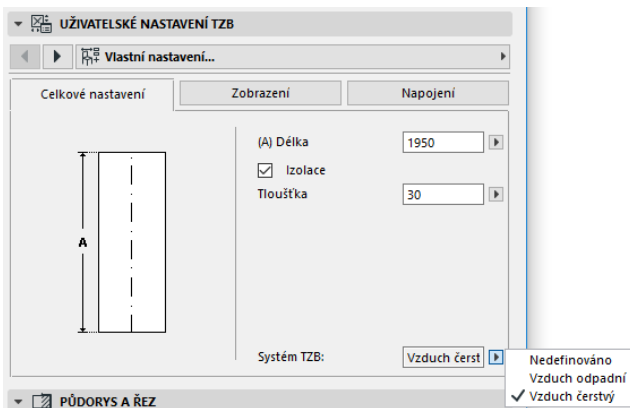 UŽIVATELSKÉ NASTAVENÍ TZB
Vlastní nastavení...
Celkové nastavení
Zobrazení
Napojení
(A) Délka
1950
Izolace
Tloušťka
30
A
Systém TZB:
Vzduch čerst
Nedefinováno
Vzduch odpadní
Vzduch čerstvý
PŮDORYS A ŘEZ